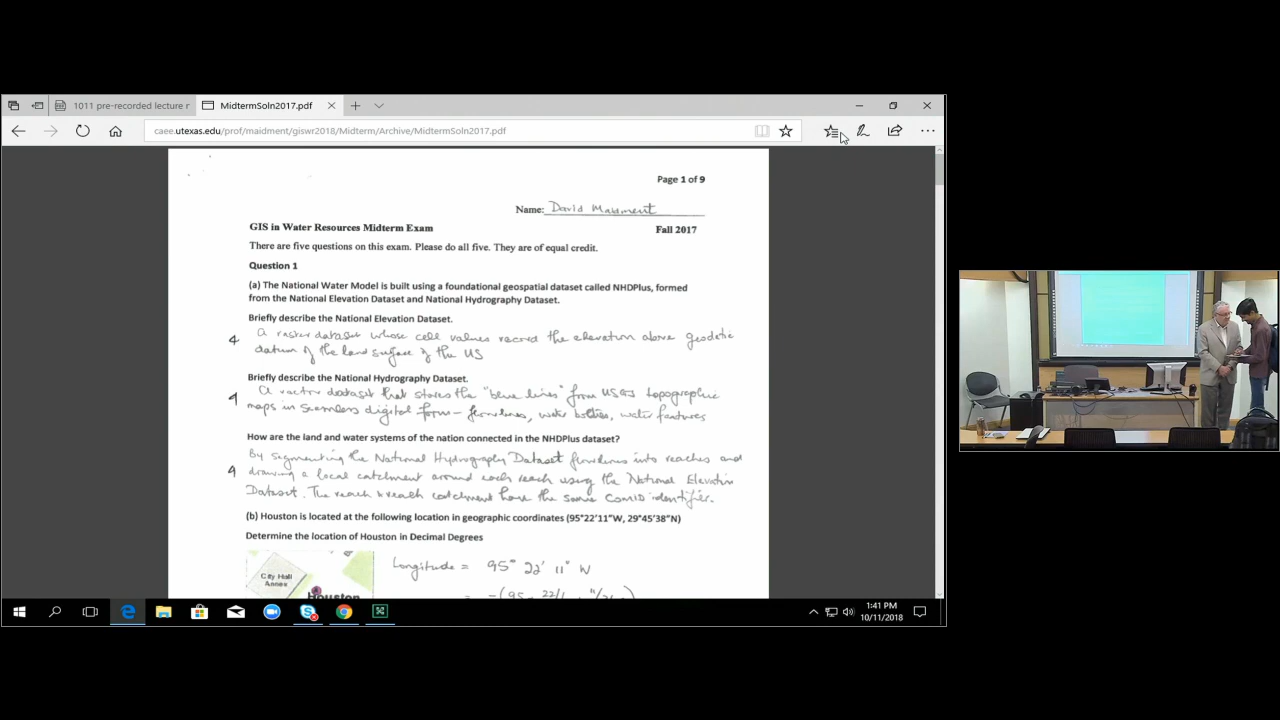 1011 pre-recorded lecture r
MidtermSoln2017.pdf
caee.utexas.edu/prof/maidment/giswr2018/Midterm/Archive/MidtermSoln2017.pdf
Page 1 of 9
Name: David Maidment
GIS in Water Resources Midterm Exam
Fall 2017
There are five questions on this exam. Please do all five. They are of equal credit.
Question 1
(a) The National Water Model is built using a foundational geospatial dataset called NHDPlus, formed
from the National Elevation Dataset and National Hydrography Dataset.
Briefly describe the National Elevation Dataset.
4 A raster dataset whose cell values record the elevation above geodetic
datum of the land surface of the US
Briefly describe the National Hydrography Dataset.
4 A vector dataset that stores the "blue lines" from USGS topographic
maps in seamless digital form – flowlines, water bodies, water features
How are the land and water systems of the nation connected in the NHDPlus dataset?
By segmenting the National Hydrography Dataset flowlines into reaches and
4 drawing a local catchment around each reach using the National Elevation
Dataset. The reach & reach catchment have the same COMID identifier.
(b) Houston is located at the following location in geographic coordinates (95°22'11"W, 29°45'38"N)
Determine the location of Houston in Decimal Degrees
City Hall
Annex
Houston
Longitude = 95° 22' 11" W
1:41 PM
10/11/2018